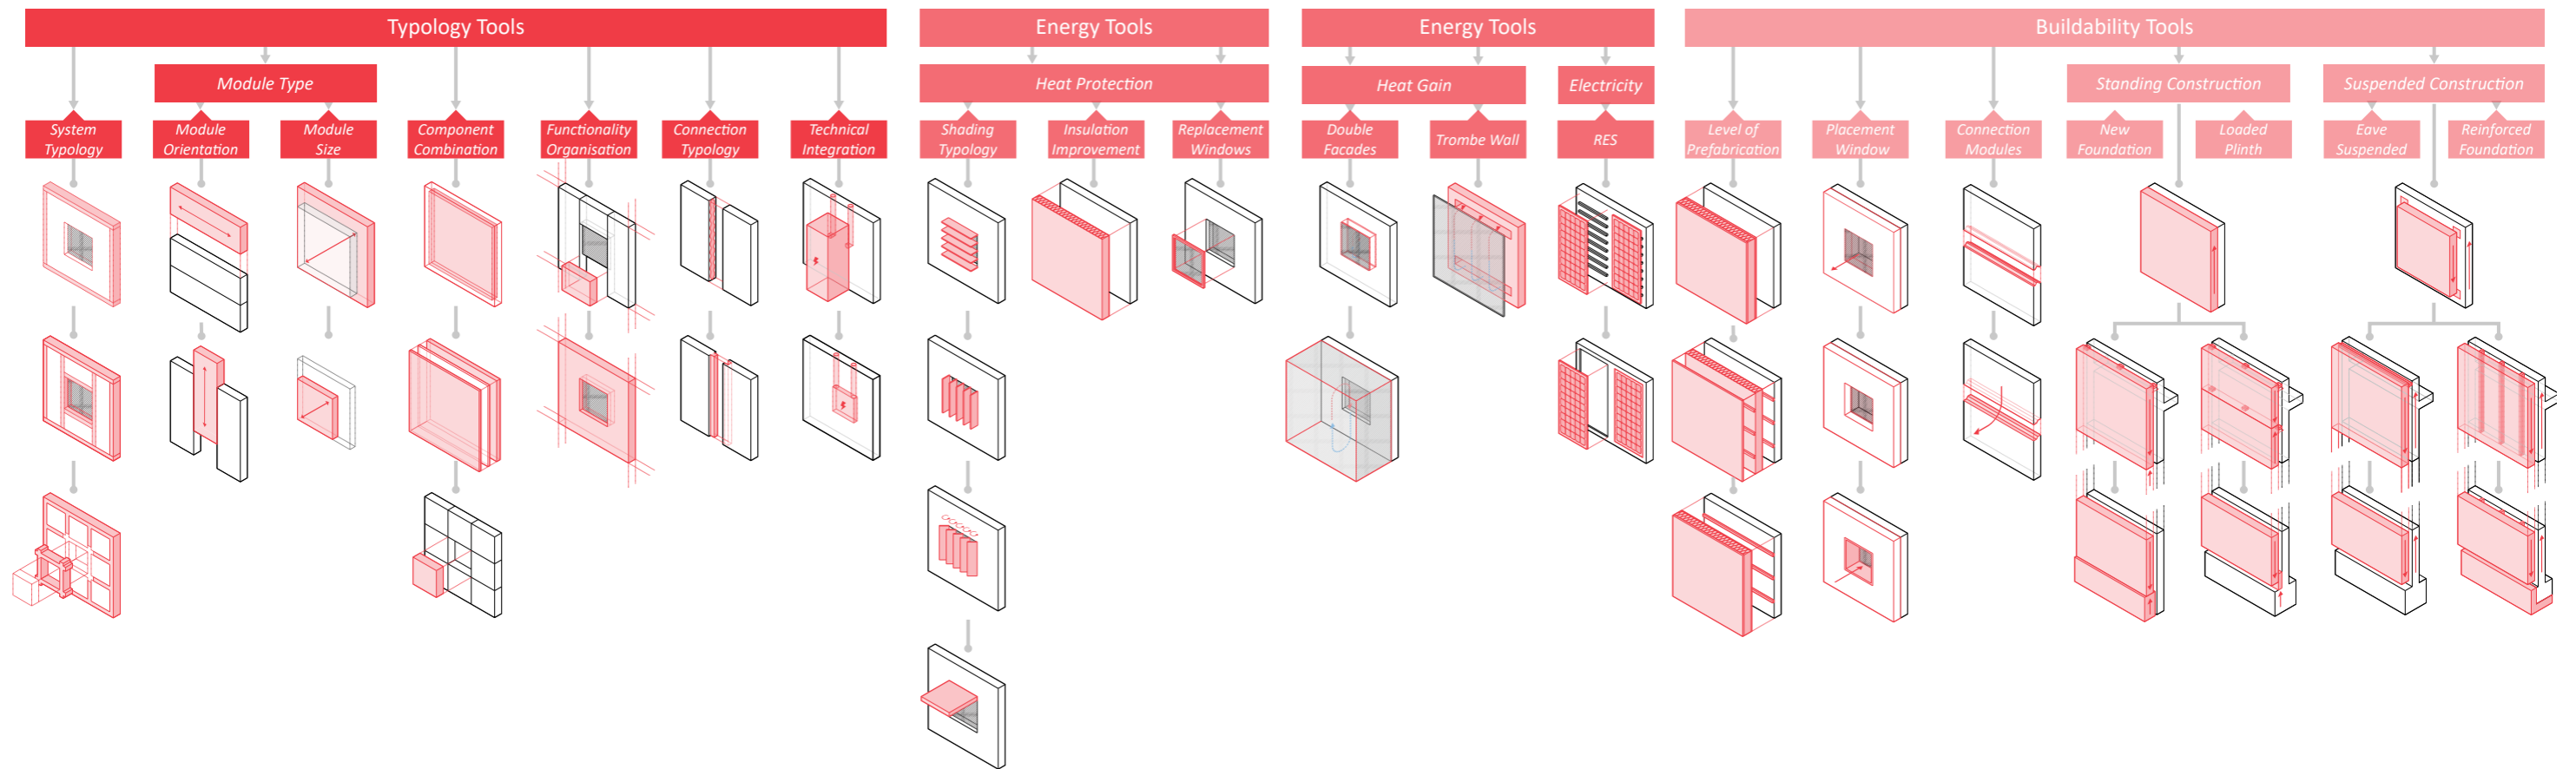 Typology Tools
Energy Tools
Energy Tools
Buildability Tools
Module Type
Heat Protection
Heat Gain
Electricity
Standing Construction
Suspended Construction
System
Typology
Module
Orientation
Module
Size
Component
Combination
Functionality
Organisation
Connection
Typology
Technical
Integration
Shading
Typology
Insulation
Improvement
Replacement
Windows
Double
Facades
Trombe Wall
RES
Level of
Prefabrication
Placement
Window
Connection
Modules
New
Foundation
Loaded
Plinth
Eave
Suspended
Reinforced
Foundation